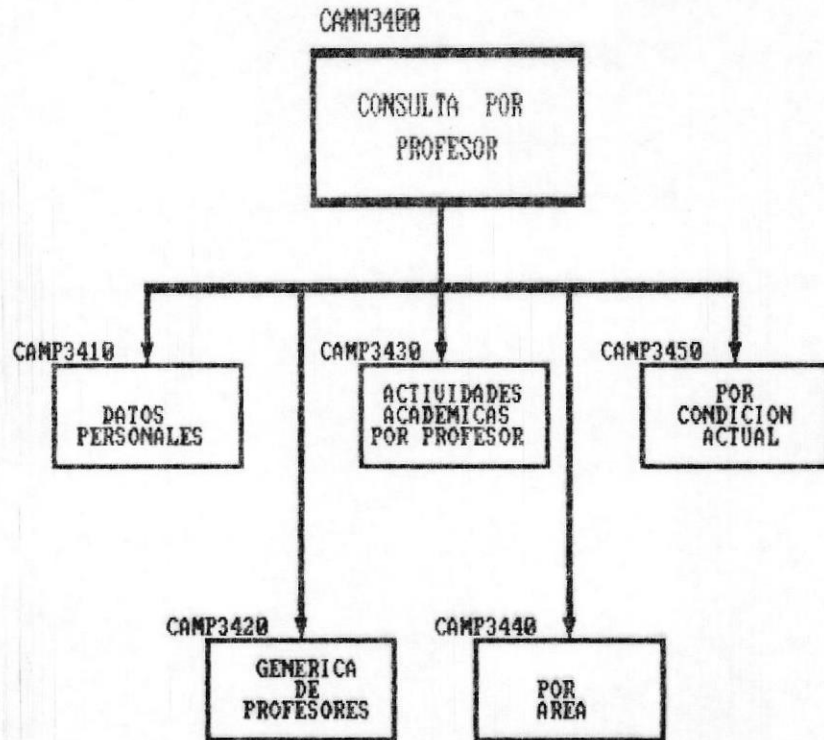 CAMM3400
CONSULTA POR
PROFESOR
CAMP3410
DATOS
PERSONALES
CAMP3430
ACTIVIDADES
ACADEMICAS
POR PROFESOR
CAMP3450
POR
CONDICION
ACTUAL
CAMP3420
GENERICA
DE
PROFESORES
CAMP3440
POR
AREA